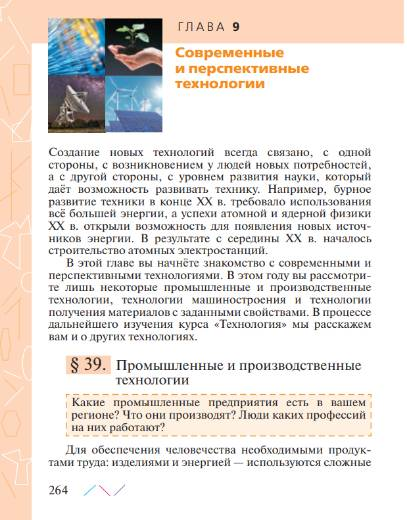 ГЛАВА 9
Современные
и перспективные
технологии
Создание новых технологий всегда связано, с одной
стороны, с возникновением у людей новых потребностей,
а с другой стороны, с уровнем развития науки, который
даёт возможность развивать технику. Например, бурное
развитие техники в конце XX в. требовало использования
всё большей энергии, а успехи атомной и ядерной физики
XX в. открыли возможность для появления новых источ-
ников энергии. В результате с середины XX в. началось
строительство атомных электростанций.
В этой главе вы начнёте знакомство с современными и
перспективными технологиями. В этом году вы рассмотри-
те лишь некоторые промышленные и производственные
технологии, технологии машиностроения и технологии
получения материалов с заданными свойствами. В процессе
дальнейшего изучения курса «Технология» мы расскажем
вам и о других технологиях.
§ 39. Промышленные и производственные
технологии
Какие промышленные предприятия есть в вашем
регионе? Что они производят? Люди каких профессий
на них работают?
Для обеспечения человечества необходимыми продук-
тами труда: изделиями и энергией — используются сложные
264